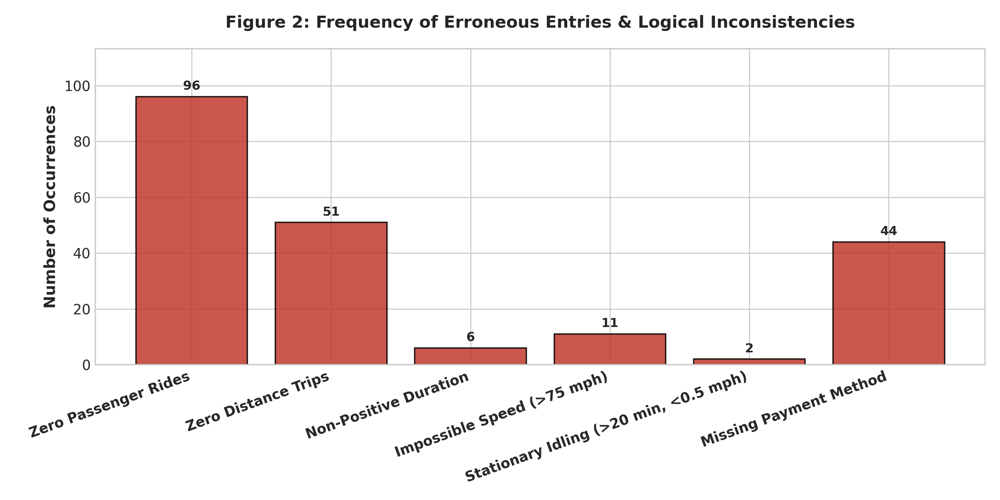 Figure 2: Frequency of Erroneous Entries & Logical Inconsistencies
Number of Occurrences
100
80
60
40
20
0
96
51
6
11
2
44
Zero Passenger Rides
Zero Distance Trips
Non-Positive Duration
Impossible Speed (>75 mph)
Stationary Idling (>20 min, <0.5 mph)
Missing Payment Method